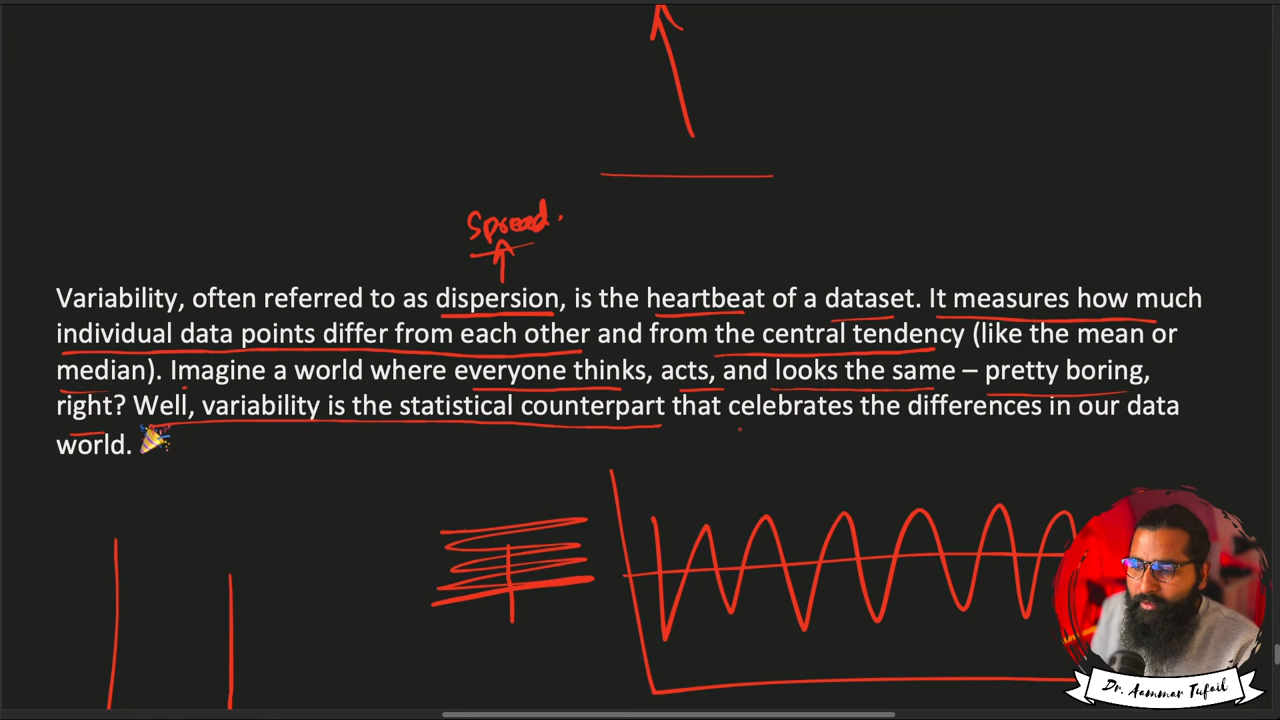 Spread.
Variability, often referred to as dispersion, is the heartbeat of a dataset. It measures how much
individual data points differ from each other and from the central tendency (like the mean or
median). Imagine a world where everyone thinks, acts, and looks the same – pretty boring,
right? Well, variability is the statistical counterpart that celebrates the differences in our data
world. 🎉
Dr. Aammar Tufail